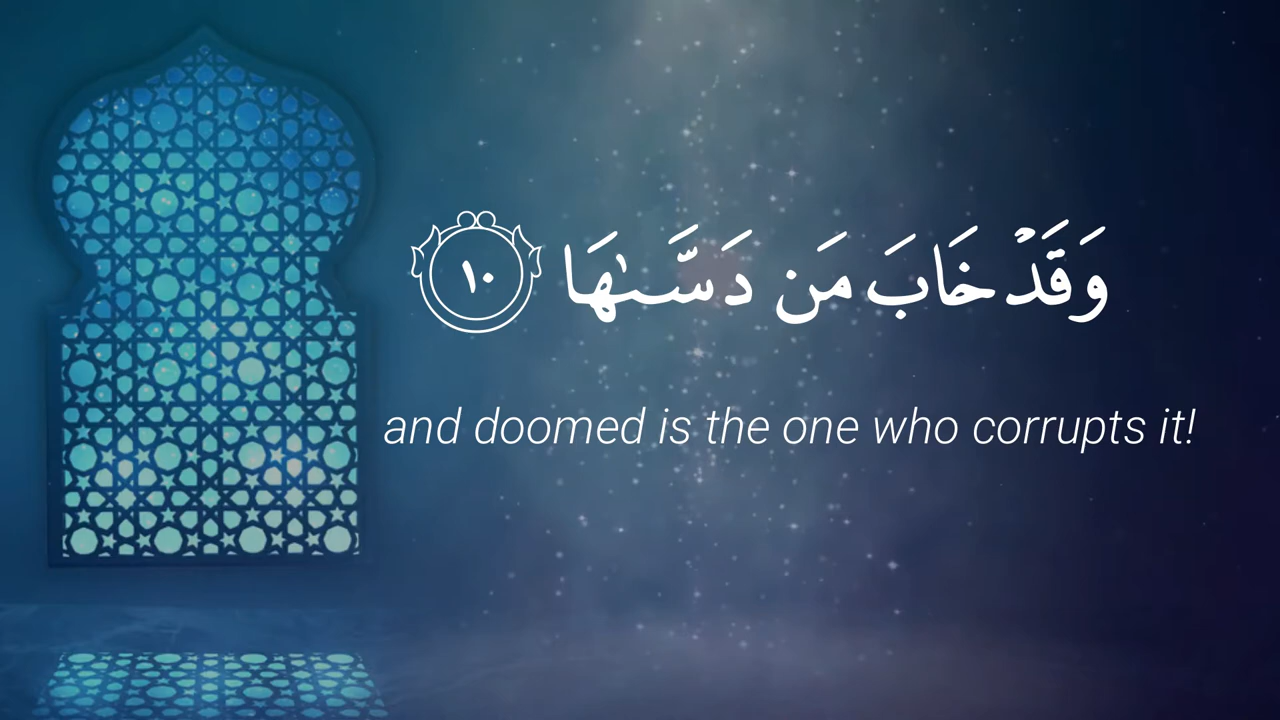 وَقَدْ خَابَ مَن دَسَّىٰهَا ١٠
and doomed is the one who corrupts it!